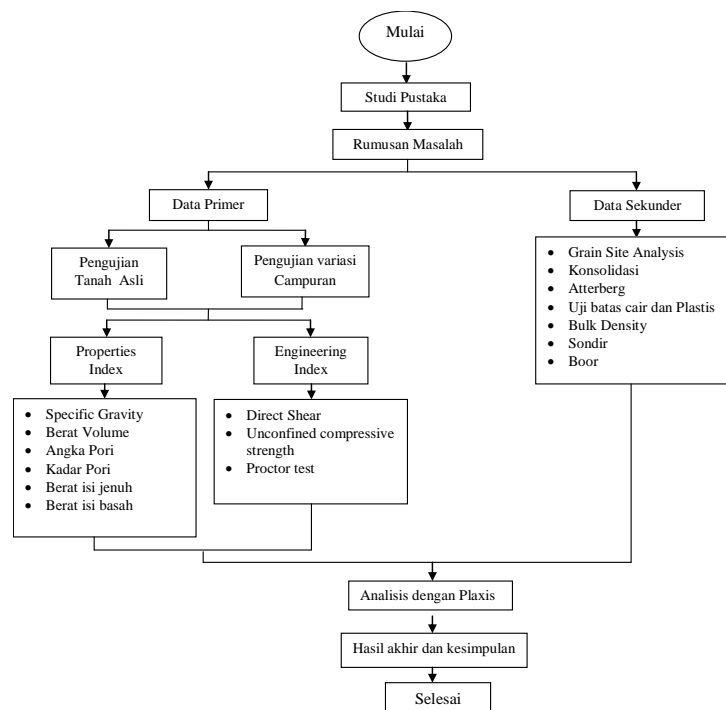 Mulai
Studi Pustaka
Rumusan Masalah
Data Primer
Data Sekunder
Pengujian
Tanah Asli
Pengujian variasi
Campuran
• Grain Site Analysis
• Konsolidasi
• Atterberg
• Uji batas cair dan Plastis
• Bulk Density
• Sondir
• Boor
Properties
Index
Engineering
Index
• Specific Gravity
• Berat Volume
• Angka Pori
• Kadar Pori
• Berat isi jenuh
• Berat isi basah
• Direct Shear
• Unconfined compressive
strength
• Proctor test
Analisis dengan Plaxis
Hasil akhir dan kesimpulan
Selesai